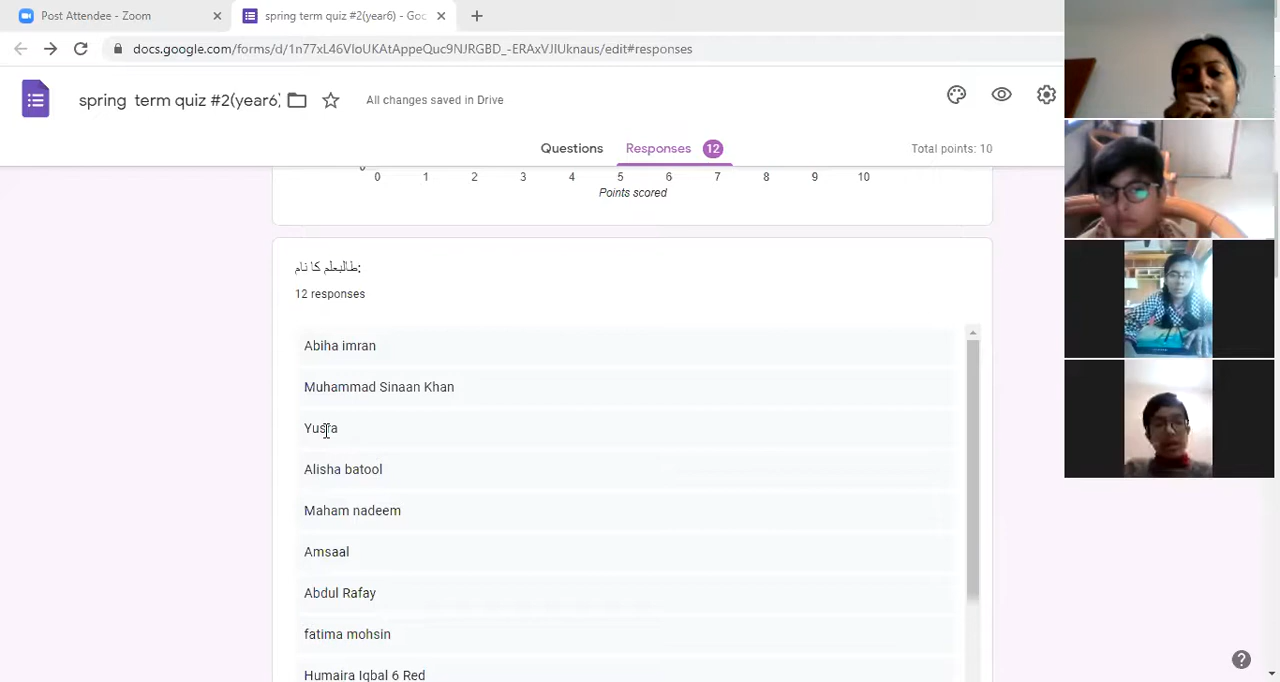 Post Attendee - Zoom
spring term quiz #2(year6) - Goo
docs.google.com/forms/d/1n77xL46VIoUKAtAppeQuc9NJRGBD_-ERAxVJlUknaus/edit#responses
spring term quiz #2(year6)
All changes saved in Drive
Questions
Responses 12
Total points: 10
0 1 2 3 4 5 6 7 8 9 10
Points scored
طالبعلم کا نام:
12 responses
Abiha imran
Muhammad Sinaan Khan
Yusra
Alisha batool
Maham nadeem
Amsaal
Abdul Rafay
fatima mohsin
Humaira Iqbal 6 Red